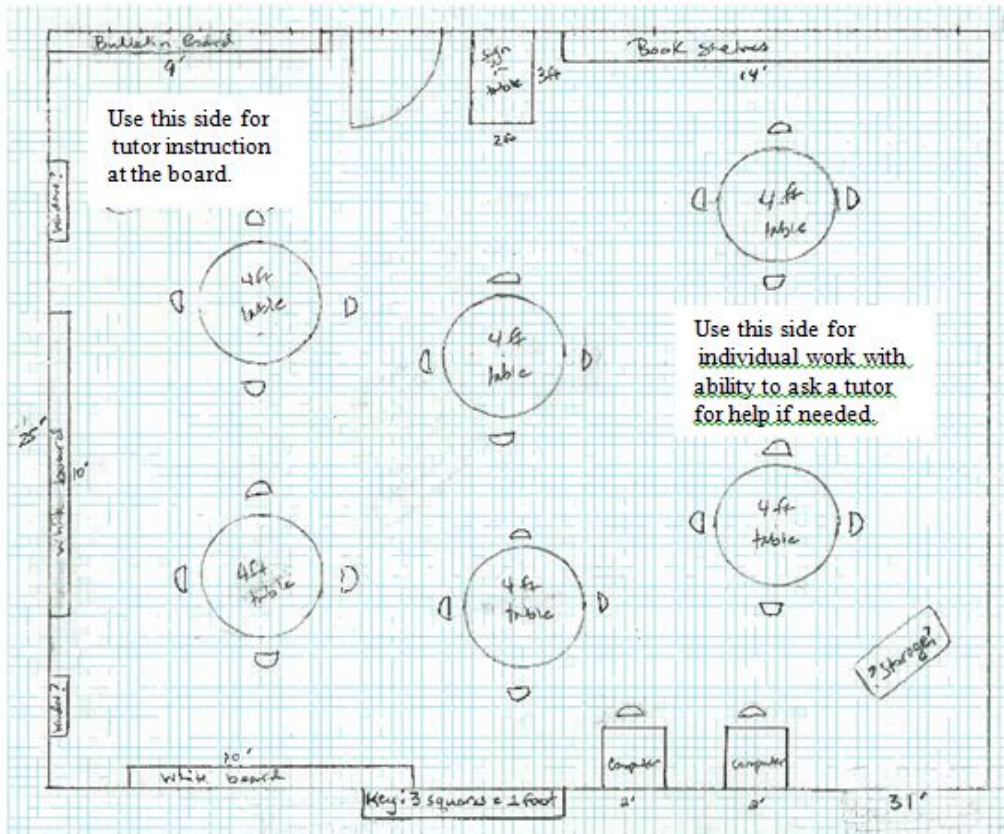 Bulletin Board
9'
sign
in
table
3ft
2ft
Book Shelves
14'
Use this side for
tutor instruction
at the board.
window?
4ft
table
4ft
table
4ft
table
Use this side for
individual work with
ability to ask a tutor
for help if needed.
25'
White board
10'
4ft
table
4ft
table
4ft
table
?Storage?
window?
10'
White board
Key: 3 squares = 1 foot
Computer
2'
Computer
2'
31'